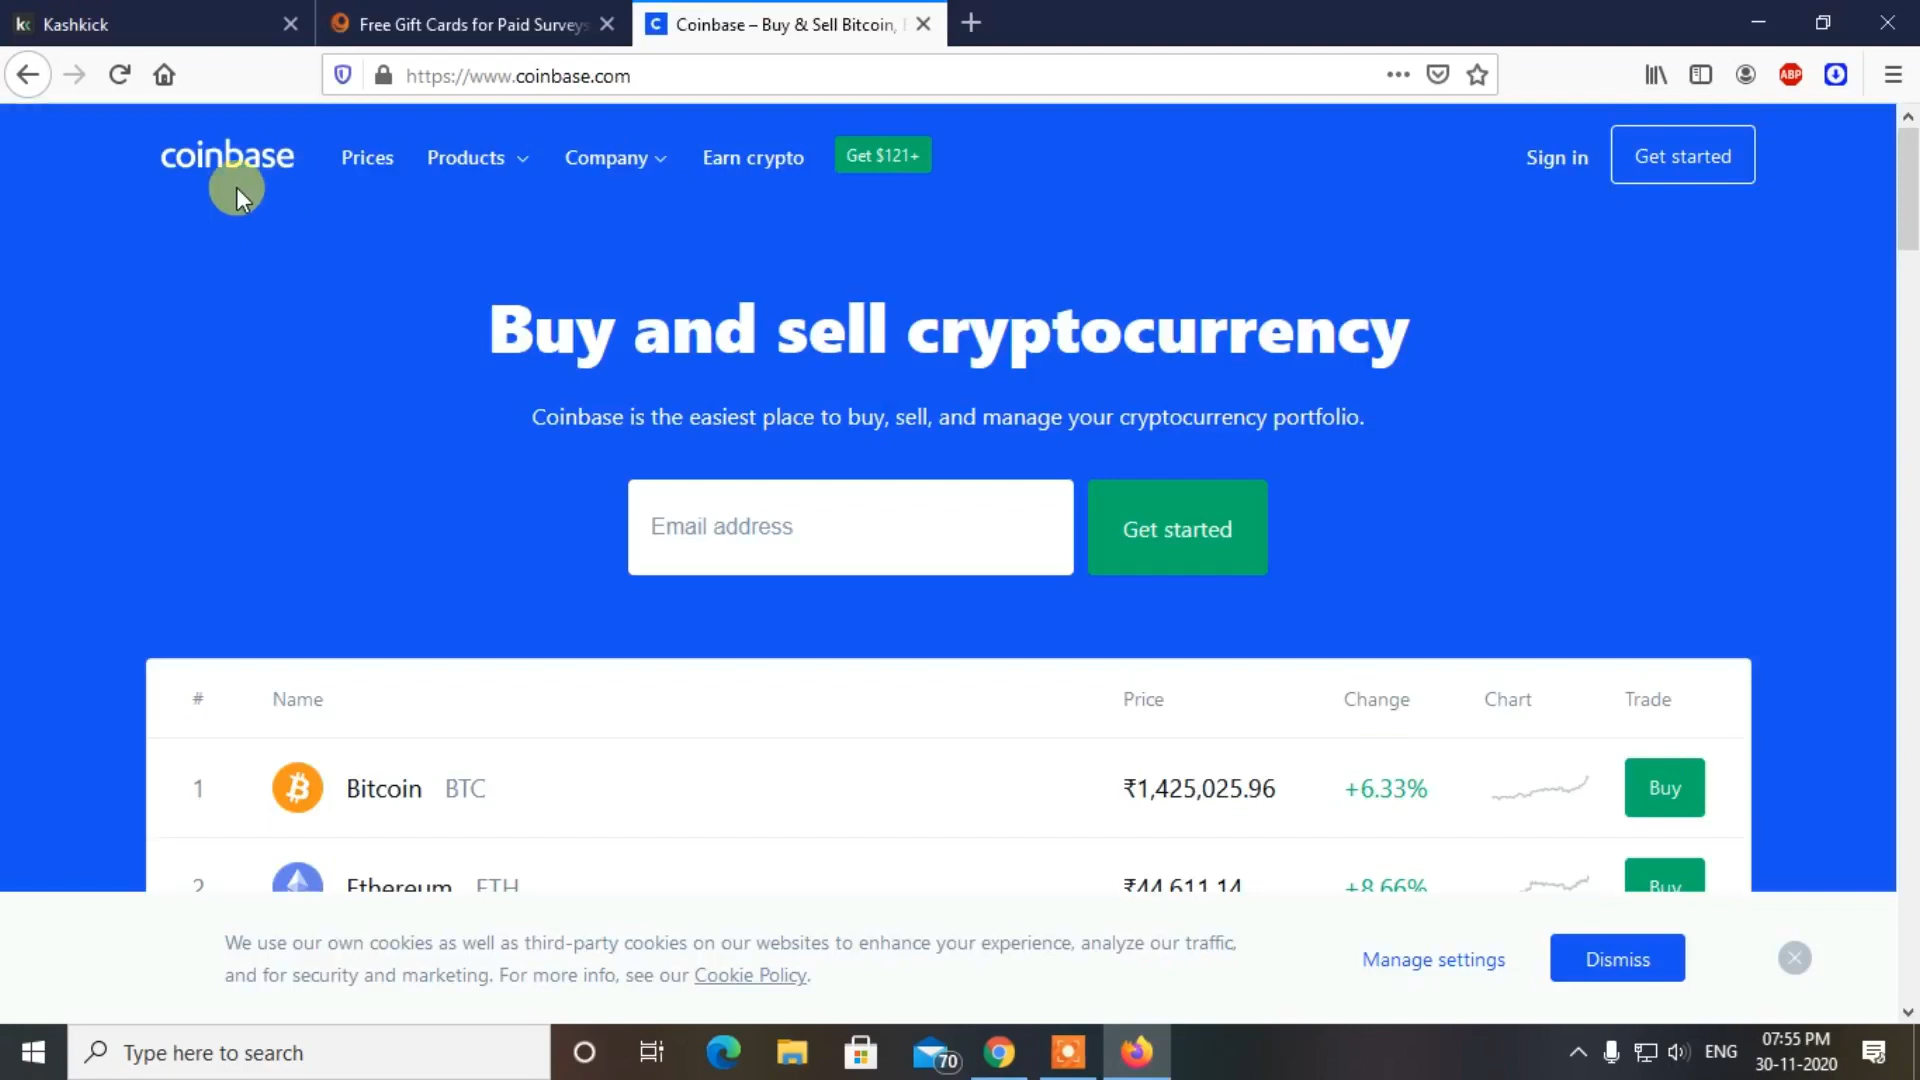 kc Kashkick
Free Gift Cards for Paid Surveys
C Coinbase – Buy & Sell Bitcoin,
https://www.coinbase.com
ABP
coinbase
Prices
Products
Company
Earn crypto
Get $121+
Sign in
Get started
Buy and sell cryptocurrency
Coinbase is the easiest place to buy, sell, and manage your cryptocurrency portfolio.
Email address
Get started
# Name Price Change Chart Trade
1 Bitcoin BTC ₹1,425,025.96 +6.33% Buy
2 Ethereum ETH ₹44,611.14 +8.66% Buy
We use our own cookies as well as third-party cookies on our websites to enhance your experience, analyze our traffic,
and for security and marketing. For more info, see our Cookie Policy.
Manage settings
Dismiss
Type here to search
70
ENG
07:55 PM
30-11-2020